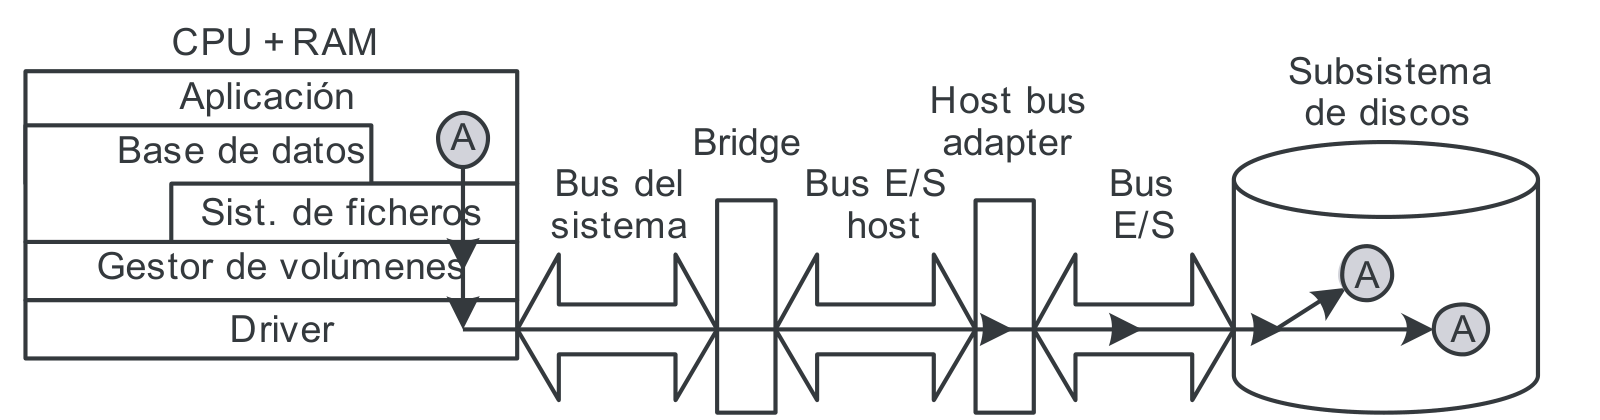 CPU + RAM
Aplicación
A
Base de datos
Sist. de ficheros
Gestor de volúmenes
Driver
Bus del
sistema
Bridge
Bus E/S
host
Host bus
adapter
Bus
E/S
Subsistema
de discos
A
A